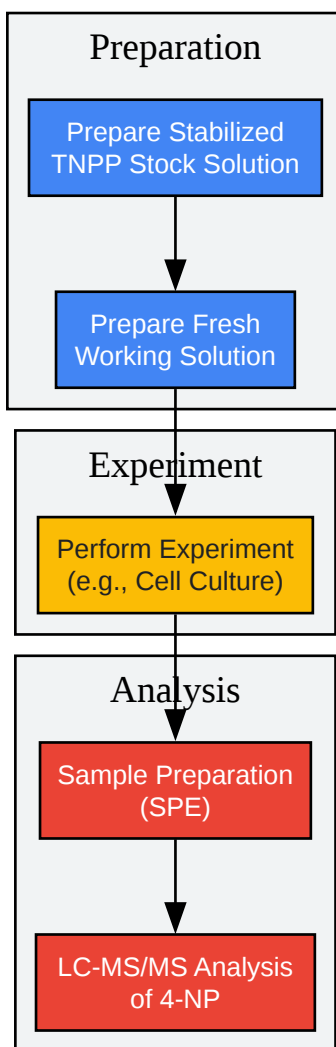 Preparation
Prepare Stabilized
TNPP Stock Solution
Prepare Fresh
Working Solution
Experiment
Perform Experiment
(e.g., Cell Culture)
Analysis
Sample Preparation
(SPE)
LC-MS/MS Analysis
of 4-NP